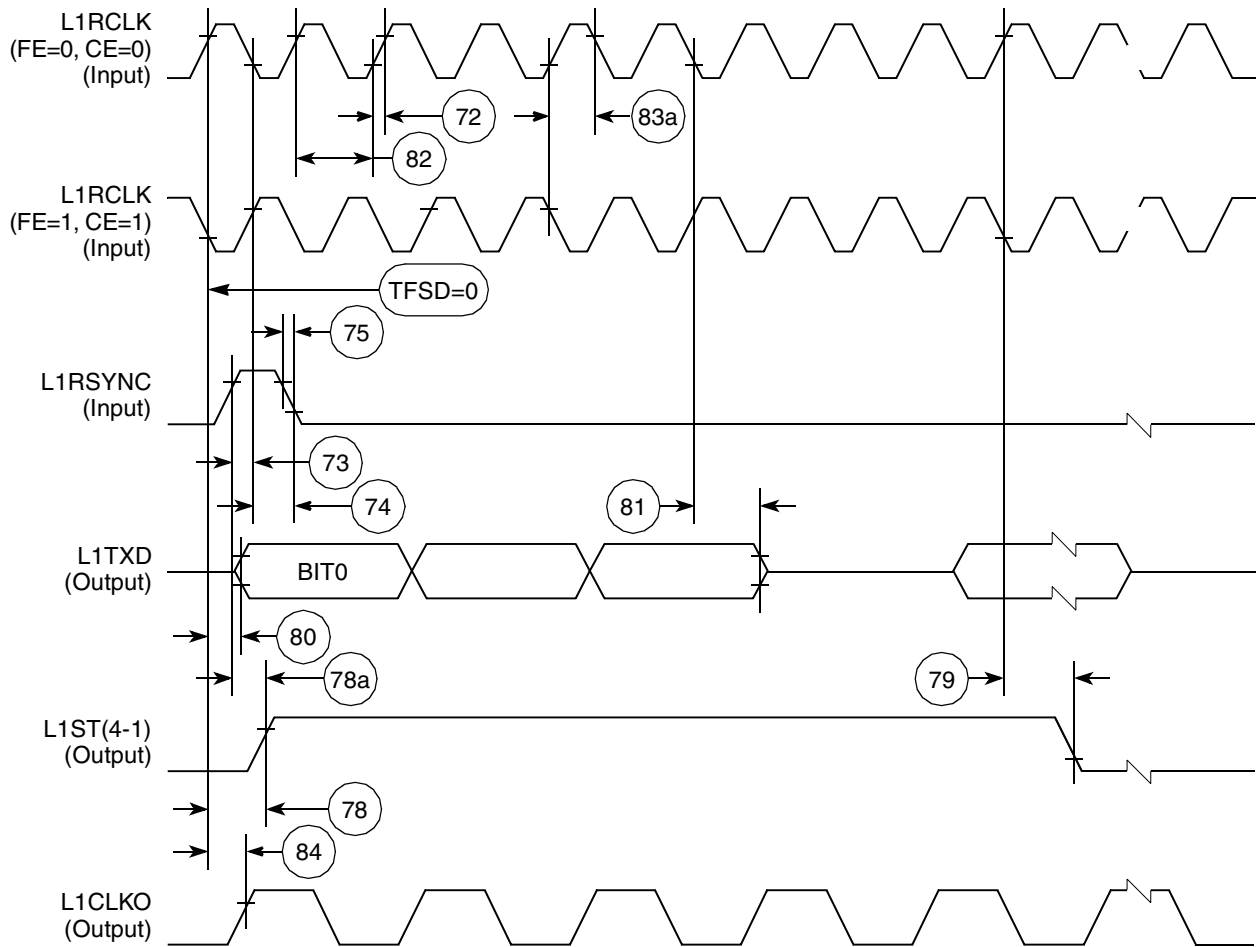 L1RCLK
(FE=0, CE=0)
(Input)
72
83a
82
L1RCLK
(FE=1, CE=1)
(Input)
TFSD=0
75
L1RSYNC
(Input)
73
74
81
L1TXD
(Output)
BIT0
80
78a
79
L1ST(4-1)
(Output)
78
84
L1CLKO
(Output)